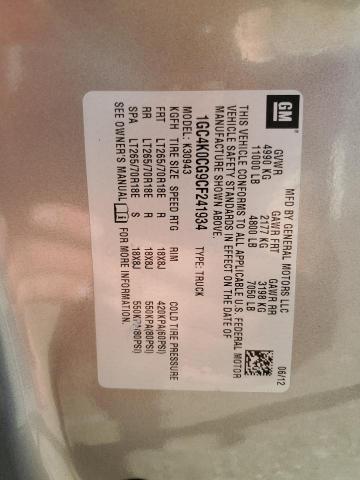 GM
MFD BY GENERAL MOTORS LLC
06/12
GVWR GAWR FRT GAWR RR
4990 KG 2177 KG 3198 KG
11000 LB 4800 LB 7050 LB
THIS VEHICLE CONFORMS TO ALL APPLICABLE U.S. FEDERAL MOTOR
VEHICLE SAFETY STANDARDS IN EFFECT ON THE DATE OF
MANUFACTURE SHOWN ABOVE.
1GC4K0CG9CF241934 TYPE: TRUCK
MODEL: K30943
KGFH TIRE SIZE SPEED RTG RIM COLD TIRE PRESSURE
FRT LT265/70R18E R 18X8J 420KPA(60PSI)
RR LT265/70R18E R 18X8J 550KPA(80PSI)
SPA LT265/70R18E S 18X8J 550KPA(80PSI)
SEE OWNER'S MANUAL i FOR MORE INFORMATION.